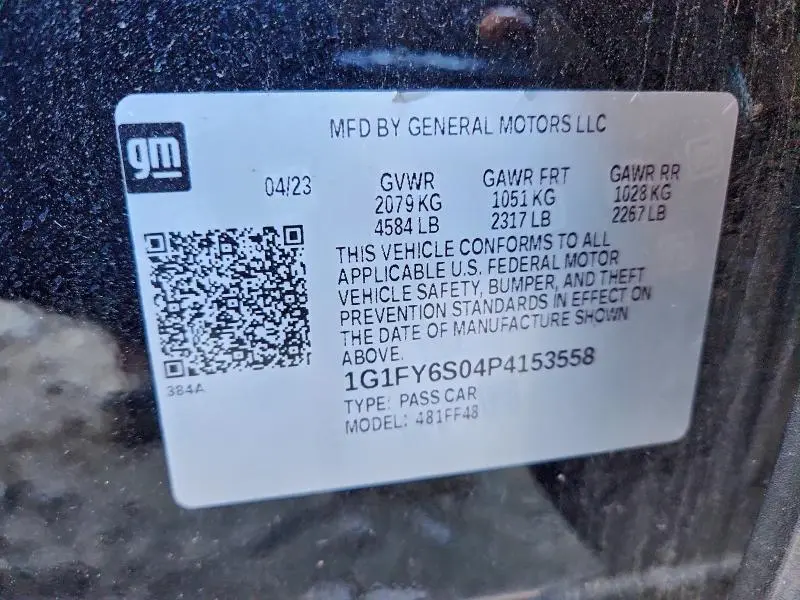 MFD BY GENERAL MOTORS LLC
gm
04/23
GVWR GAWR FRT GAWR RR
2079 KG 1051 KG 1028 KG
4584 LB 2317 LB 2267 LB
THIS VEHICLE CONFORMS TO ALL
APPLICABLE U.S. FEDERAL MOTOR
VEHICLE SAFETY, BUMPER, AND THEFT
PREVENTION STANDARDS IN EFFECT ON
THE DATE OF MANUFACTURE SHOWN
ABOVE.
384A
1G1FY6S04P4153558
TYPE: PASS CAR
MODEL: 481FF48